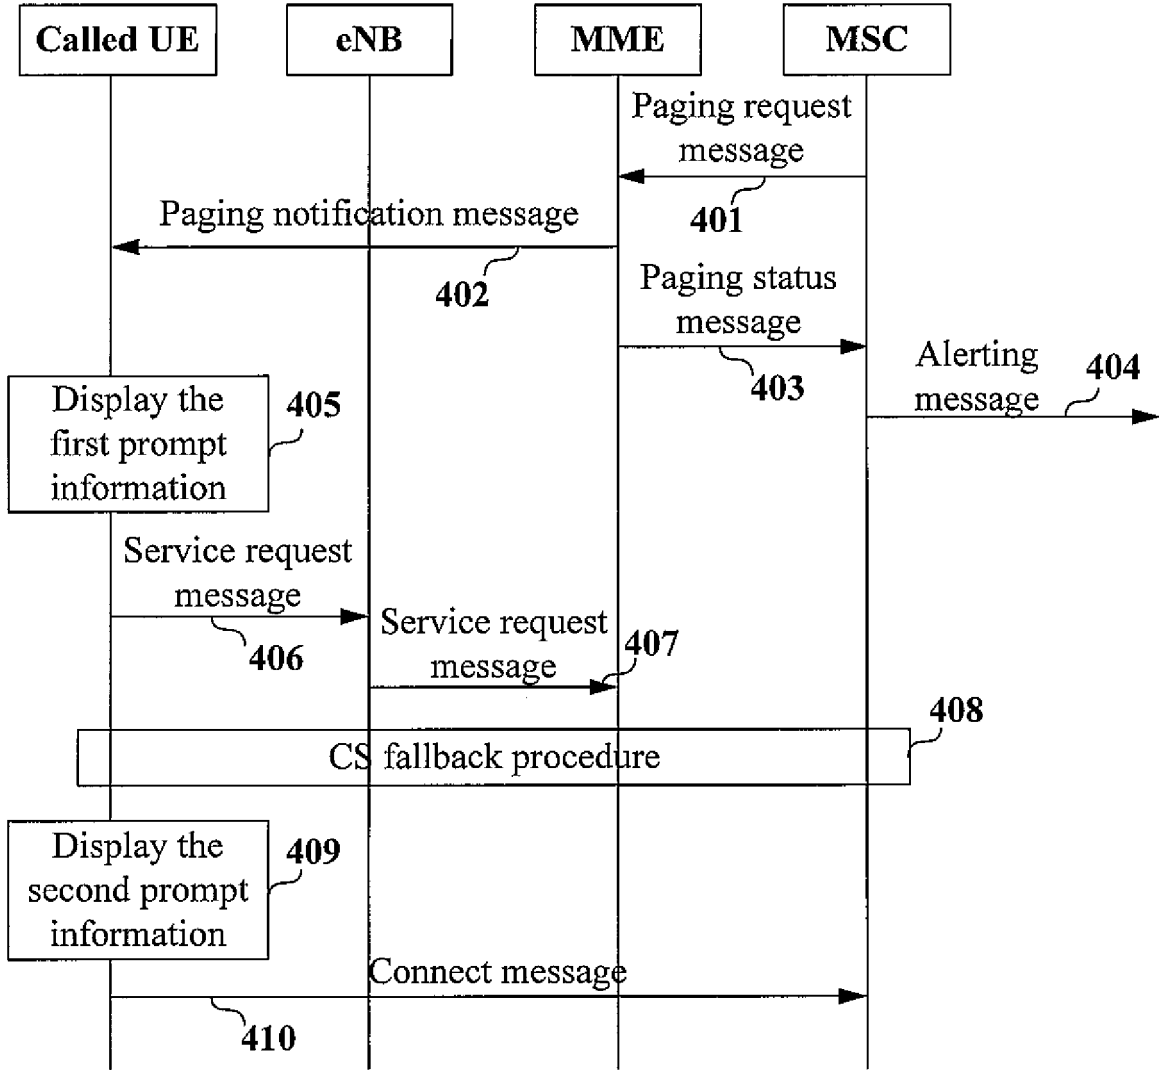 Called UE
eNB
MME
MSC
Paging request
message
401
Paging notification message
402
Paging status
message
403
Alerting
message
404
Display the
first prompt
information
405
Service request
message
406
Service request
message
407
408
CS fallback procedure
Display the
second prompt
information
409
Connect message
410